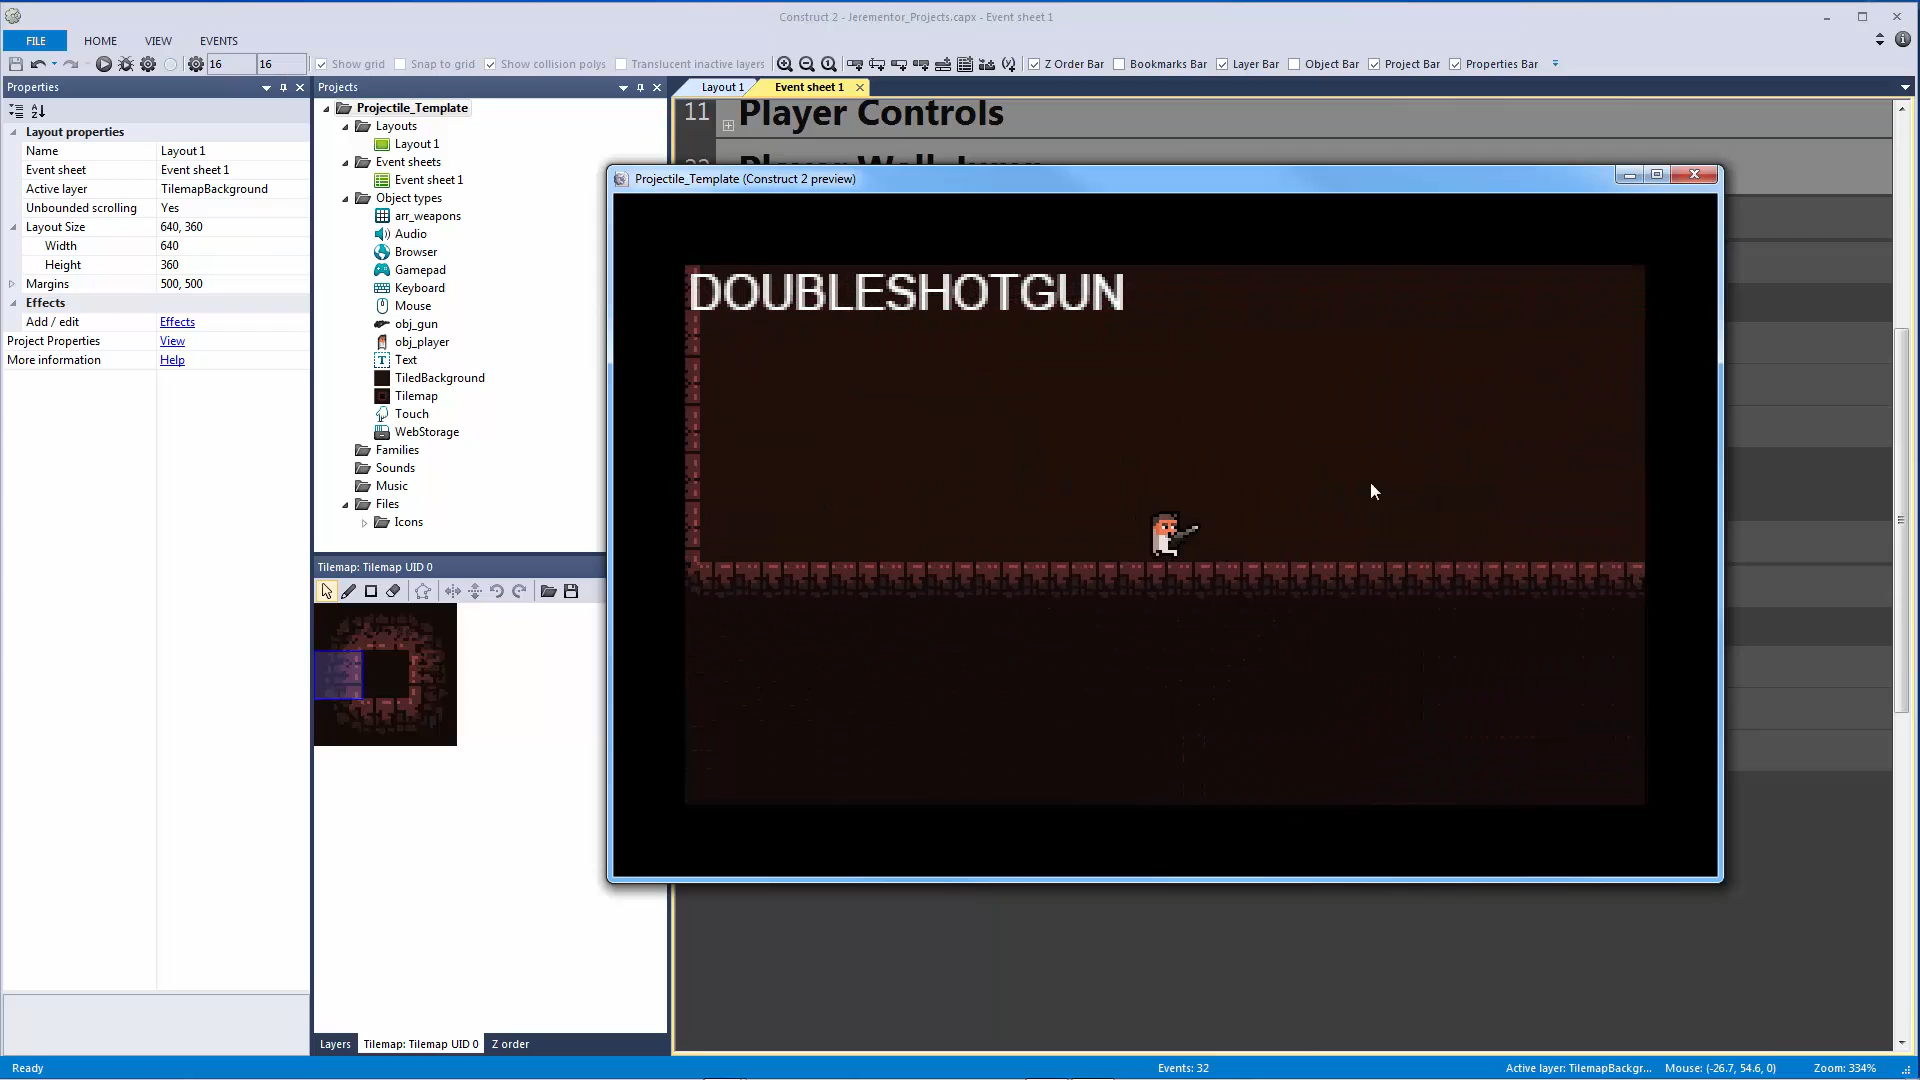 Construct 2 - Jerementor_Projects.capx - Event sheet 1
FILE HOME VIEW EVENTS
16 16 Show grid Snap to grid Show collision polys Translucent inactive layers Z Order Bar Bookmarks Bar Layer Bar Object Bar Project Bar Properties Bar
Properties
Layout properties
Name Layout 1
Event sheet Event sheet 1
Active layer TilemapBackground
Unbounded scrolling Yes
Layout Size 640, 360
Width 640
Height 360
Margins 500, 500
Effects
Add / edit Effects
Project Properties View
More information Help
Projects
Projectile_Template
Layouts
Layout 1
Event sheets
Event sheet 1
Object types
arr_weapons
Audio
Browser
Gamepad
Keyboard
Mouse
obj_gun
obj_player
Text
TiledBackground
Tilemap
Touch
WebStorage
Families
Sounds
Music
Files
Icons
Tilemap: Tilemap UID 0
Layers Tilemap: Tilemap UID 0 Z order
Layout 1 Event sheet 1
11 Player Controls
Projectile_Template (Construct 2 preview)
DOUBLESHOTGUN
Ready Events: 32 Active layer: TilemapBackgr... Mouse: (-26.7, 54.6, 0) Zoom: 334%